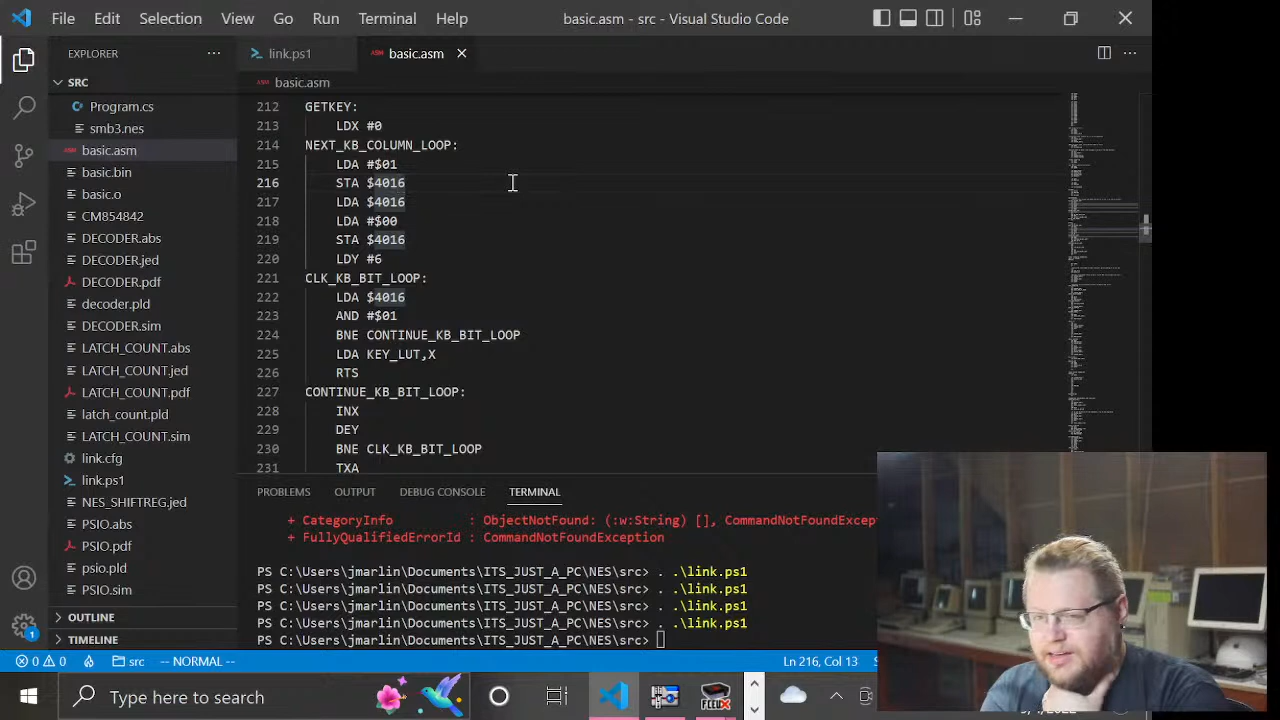 File Edit Selection View Go Run Terminal Help basic.asm - src - Visual Studio Code
EXPLORER
link.ps1
basic.asm
SRC
basic.asm
Program.cs
smb3.nes
basic.asm
basic.bin
basic.o
CM854042
DECODER.abs
DECODER.jed
DECODER.pdf
decoder.pld
DECODER.sim
LATCH_COUNT.abs
LATCH_COUNT.jed
LATCH_COUNT.pdf
latch_count.pld
LATCH_COUNT.sim
link.cfg
link.ps1
NES_SHIFTREG.jed
PSIO.abs
PSIO.pdf
psio.pld
PSIO.sim
OUTLINE
TIMELINE
212 GETKEY:
213 LDX #0
214 NEXT_KB_COLUMN_LOOP:
215 LDA #$01
216 STA $4016
217 LDA $4016
218 LDA #$00
219 STA $4016
220 LDY #6
221 CLK_KB_BIT_LOOP:
222 LDA $4016
223 AND #$01
224 BNE CONTINUE_KB_BIT_LOOP
225 LDA KEY_LUT,X
226 RTS
227 CONTINUE_KB_BIT_LOOP:
228 INX
229 DEY
230 BNE CLK_KB_BIT_LOOP
231 TXA
PROBLEMS OUTPUT DEBUG CONSOLE TERMINAL
+ CategoryInfo : ObjectNotFound: (:w:String) [], CommandNotFoundExcep
+ FullyQualifiedErrorId : CommandNotFoundException
PS C:\Users\jmarlin\Documents\ITS_JUST_A_PC\NES\src> . .\link.ps1
PS C:\Users\jmarlin\Documents\ITS_JUST_A_PC\NES\src> . .\link.ps1
PS C:\Users\jmarlin\Documents\ITS_JUST_A_PC\NES\src> . .\link.ps1
PS C:\Users\jmarlin\Documents\ITS_JUST_A_PC\NES\src> . .\link.ps1
PS C:\Users\jmarlin\Documents\ITS_JUST_A_PC\NES\src>
1
0 0 src -- NORMAL -- Ln 216, Col 13
Type here to search